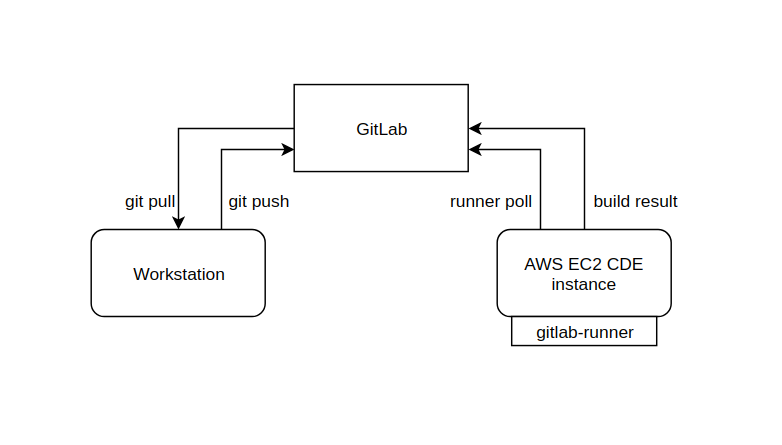 GitLab
git pull
git push
runner poll
build result
Workstation
AWS EC2 CDE
instance
gitlab-runner